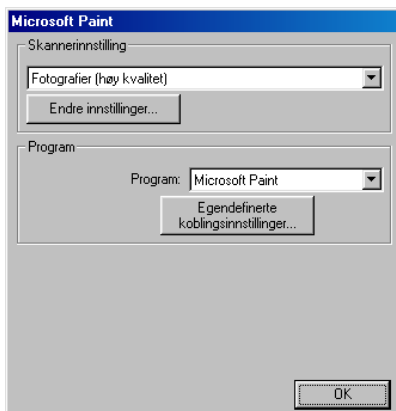 Microsoft Paint
Skannerinnstilling
Fotografier (høy kvalitet)
Endre innstillinger...
Program
Program: Microsoft Paint
Egendefinerte
koblingsinnstillinger...
OK